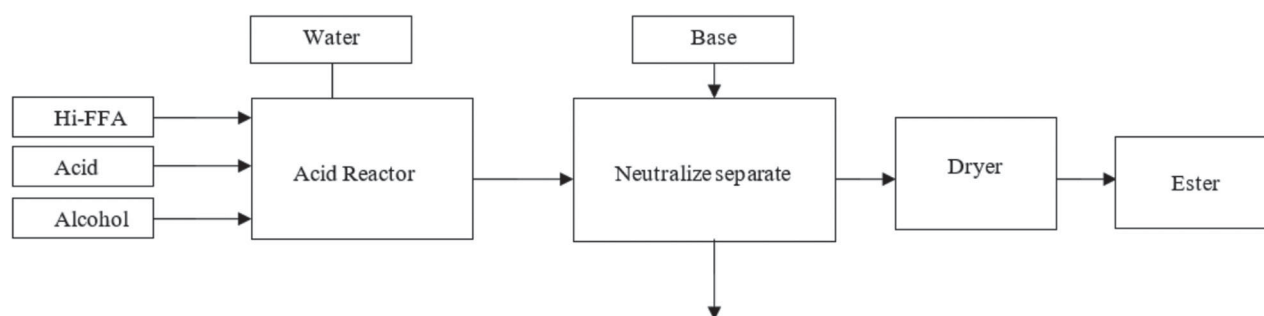 Water
Base
Hi-FFA
Acid
Alcohol
Acid Reactor
Neutralize separate
Dryer
Ester